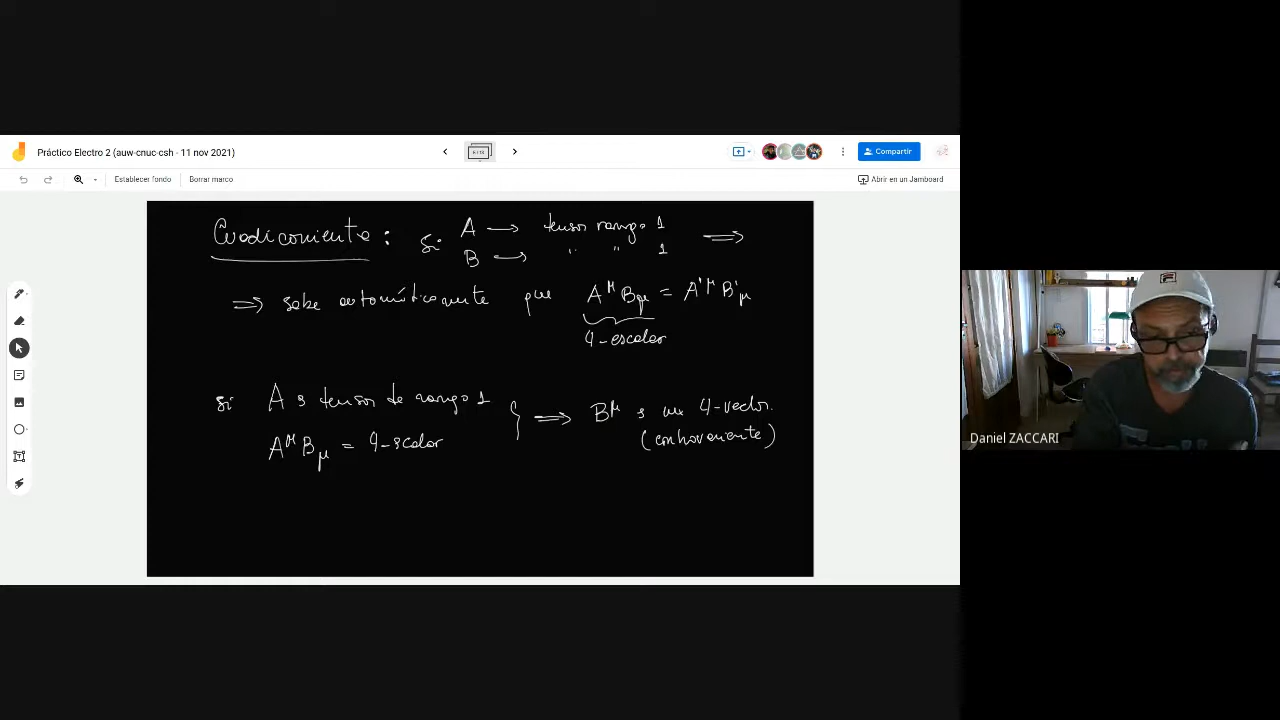 Práctico Electro 2 (auw-cnuc-csh - 11 nov 2021)
Compartir
Establecer fondo
Borrar marco
Abrir en un Jamboard
Cuadicorriente : si A → tensor rango 1 ⇒
B → " " 1
⇒ sabe automáticamente que A^μ B_μ = A'^μ B'_μ
4-escalar
si A es tensor de rango 1
A^μ B_μ = 4-escalar
} ⇒ B^μ es un 4-vector.
(contravariante)
Daniel ZACCARI